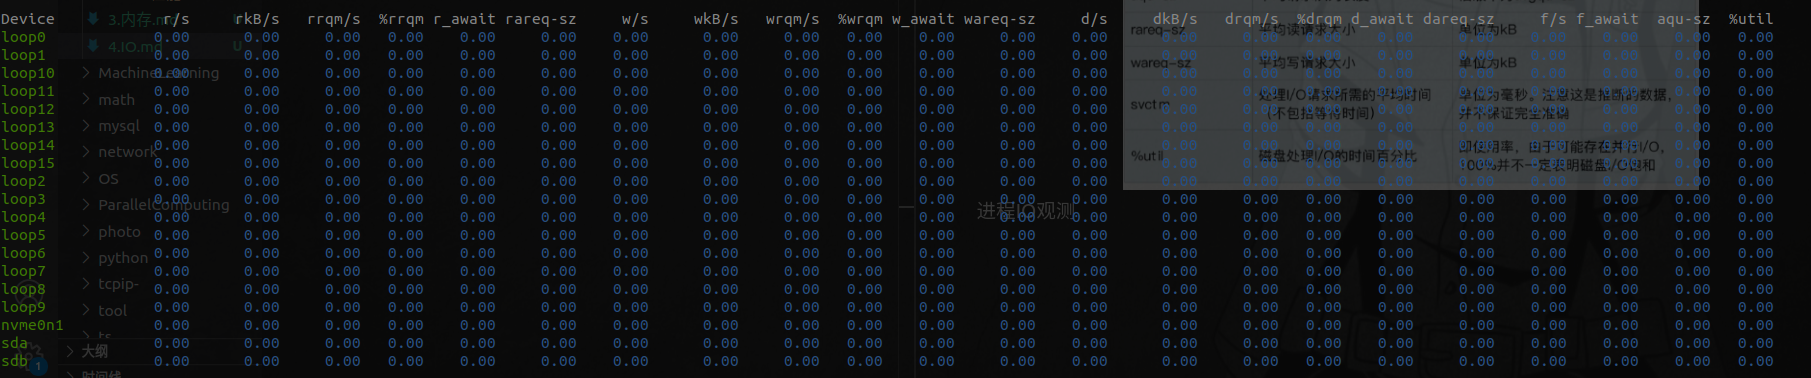 Device r/s rkB/s rrqm/s %rrqm r_await rareq-sz w/s wkB/s wrqm/s %wrqm w_await wareq-sz d/s dkB/s drqm/s %drqm d_await dareq-sz f/s f_await aqu-sz %util
loop0 0.00 0.00 0.00 0.00 0.00 0.00 0.00 0.00 0.00 0.00 0.00 0.00 0.00 0.00 0.00 0.00 0.00 0.00 0.00 0.00 0.00 0.00
loop1 0.00 0.00 0.00 0.00 0.00 0.00 0.00 0.00 0.00 0.00 0.00 0.00 0.00 0.00 0.00 0.00 0.00 0.00 0.00 0.00 0.00 0.00
loop10 0.00 0.00 0.00 0.00 0.00 0.00 0.00 0.00 0.00 0.00 0.00 0.00 0.00 0.00 0.00 0.00 0.00 0.00 0.00 0.00 0.00 0.00
loop11 0.00 0.00 0.00 0.00 0.00 0.00 0.00 0.00 0.00 0.00 0.00 0.00 0.00 0.00 0.00 0.00 0.00 0.00 0.00 0.00 0.00 0.00
loop12 0.00 0.00 0.00 0.00 0.00 0.00 0.00 0.00 0.00 0.00 0.00 0.00 0.00 0.00 0.00 0.00 0.00 0.00 0.00 0.00 0.00 0.00
loop13 0.00 0.00 0.00 0.00 0.00 0.00 0.00 0.00 0.00 0.00 0.00 0.00 0.00 0.00 0.00 0.00 0.00 0.00 0.00 0.00 0.00 0.00
loop14 0.00 0.00 0.00 0.00 0.00 0.00 0.00 0.00 0.00 0.00 0.00 0.00 0.00 0.00 0.00 0.00 0.00 0.00 0.00 0.00 0.00 0.00
loop15 0.00 0.00 0.00 0.00 0.00 0.00 0.00 0.00 0.00 0.00 0.00 0.00 0.00 0.00 0.00 0.00 0.00 0.00 0.00 0.00 0.00 0.00
loop2 0.00 0.00 0.00 0.00 0.00 0.00 0.00 0.00 0.00 0.00 0.00 0.00 0.00 0.00 0.00 0.00 0.00 0.00 0.00 0.00 0.00 0.00
loop3 0.00 0.00 0.00 0.00 0.00 0.00 0.00 0.00 0.00 0.00 0.00 0.00 0.00 0.00 0.00 0.00 0.00 0.00 0.00 0.00 0.00 0.00
loop4 0.00 0.00 0.00 0.00 0.00 0.00 0.00 0.00 0.00 0.00 0.00 0.00 0.00 0.00 0.00 0.00 0.00 0.00 0.00 0.00 0.00 0.00
loop5 0.00 0.00 0.00 0.00 0.00 0.00 0.00 0.00 0.00 0.00 0.00 0.00 0.00 0.00 0.00 0.00 0.00 0.00 0.00 0.00 0.00 0.00
loop6 0.00 0.00 0.00 0.00 0.00 0.00 0.00 0.00 0.00 0.00 0.00 0.00 0.00 0.00 0.00 0.00 0.00 0.00 0.00 0.00 0.00 0.00
loop7 0.00 0.00 0.00 0.00 0.00 0.00 0.00 0.00 0.00 0.00 0.00 0.00 0.00 0.00 0.00 0.00 0.00 0.00 0.00 0.00 0.00 0.00
loop8 0.00 0.00 0.00 0.00 0.00 0.00 0.00 0.00 0.00 0.00 0.00 0.00 0.00 0.00 0.00 0.00 0.00 0.00 0.00 0.00 0.00 0.00
loop9 0.00 0.00 0.00 0.00 0.00 0.00 0.00 0.00 0.00 0.00 0.00 0.00 0.00 0.00 0.00 0.00 0.00 0.00 0.00 0.00 0.00 0.00
nvme0n1 0.00 0.00 0.00 0.00 0.00 0.00 0.00 0.00 0.00 0.00 0.00 0.00 0.00 0.00 0.00 0.00 0.00 0.00 0.00 0.00 0.00 0.00
sda 0.00 0.00 0.00 0.00 0.00 0.00 0.00 0.00 0.00 0.00 0.00 0.00 0.00 0.00 0.00 0.00 0.00 0.00 0.00 0.00 0.00 0.00
sdb 0.00 0.00 0.00 0.00 0.00 0.00 0.00 0.00 0.00 0.00 0.00 0.00 0.00 0.00 0.00 0.00 0.00 0.00 0.00 0.00 0.00 0.00
3.内存.md U
4.IO.md U
MachineLearning
math
mysql
network
OS
ParallelComputing
photo
python
tcpip-
tool
ts
大纲
时间线
1
进程IO观测
rareq-sz 平均读请求大小 单位为kB
wareq-sz 平均写请求大小 单位为kB
svctm 处理I/O请求所需的平均时间 单位为毫秒。注意这是推断的数据,
(不包括等待时间) 并不保证完全准确
%util 磁盘处理I/O的时间百分比 即使用率，由于可能存在并行I/O，
100%并不一定表明磁盘I/O饱和